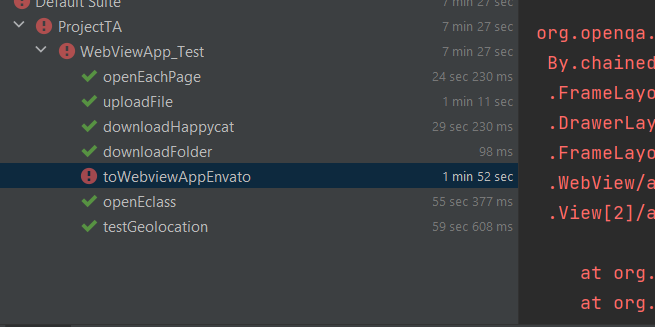 Default Suite 7 min 27 sec
ProjectTA 7 min 27 sec
WebViewApp_Test 7 min 27 sec
openEachPage 24 sec 230 ms
uploadFile 1 min 11 sec
downloadHappycat 29 sec 230 ms
downloadFolder 98 ms
toWebviewAppEnvato 1 min 52 sec
openEclass 55 sec 377 ms
testGeolocation 59 sec 608 ms
org.openqa.
By.chained
.FrameLayo
.DrawerLay
.FrameLayo
.WebView/a
.View[2]/a
at org.
at org.